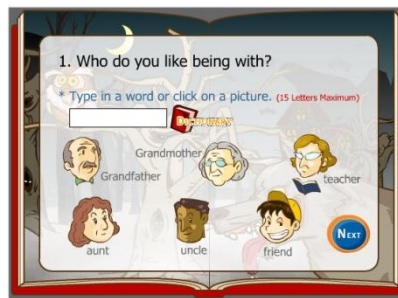 1. Who do you like being with?
* Type in a word or click on a picture. (15 Letters Maximum)
DICTIONARY
Grandmother
Grandfather
teacher
aunt
uncle
friend
NEXT